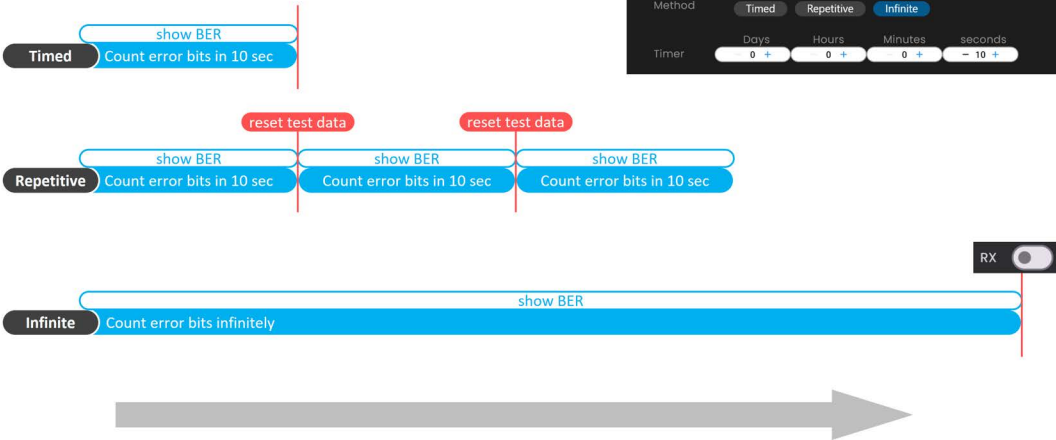 Method Timed Repetitive Infinite
Days Hours Minutes seconds
Timer − 0 + − 0 + − 0 + − 10 +
show BER
Timed Count error bits in 10 sec
reset test data reset test data
show BER show BER show BER
Repetitive Count error bits in 10 sec Count error bits in 10 sec Count error bits in 10 sec
RX
show BER
Infinite Count error bits infinitely